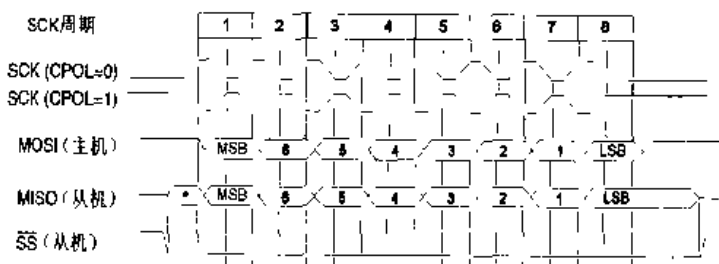 SCK周期 1 2 3 4 5 6 7 8
SCK (CPOL=0)
SCK (CPOL=1)
MOSI(主机) MSB 6 5 4 3 2 1 LSB
MISO(从机) * MSB 6 5 4 3 2 1 LSB
SS(从机)